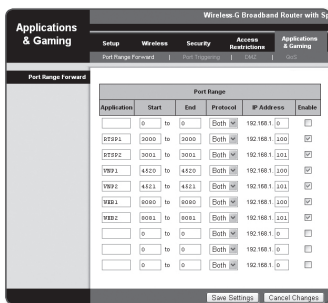 Wireless-G Broadband Router with Sp
Applications & Gaming
Setup Wireless Security Access Restrictions Applications & Gaming
Port Range Forward | Port Triggering | DMZ | QoS
Port Range Forward
Port Range
Application Start End Protocol IP Address Enable
0 to 0 Both 192.168.1. 0
RTSP1 3000 to 3000 Both 192.168.1. 100
RTSP2 3001 to 3001 Both 192.168.1. 101
VNP1 4520 to 4520 Both 192.168.1. 100
VNP2 4521 to 4521 Both 192.168.1. 101
WEB1 8080 to 8080 Both 192.168.1. 100
WEB2 8081 to 8081 Both 192.168.1. 101
0 to 0 Both 192.168.1. 0
0 to 0 Both 192.168.1. 0
0 to 0 Both 192.168.1. 0
Save Settings Cancel Changes